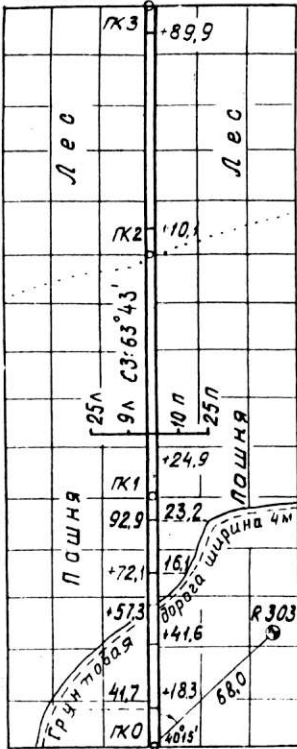 ПК3
+89,9
Лес
Лес
ПК2
+10,1
СЗ:63°43'
25Л
9Л
10П
25П
+24,9
Пашня
Пашня
ПК1
92,9
23,2
+72,1
16,1
+57,3
Грунтовая дорога ширина 4м
+41,6
R 303
41,7
+18,3
68,0
ПК0
40°15'